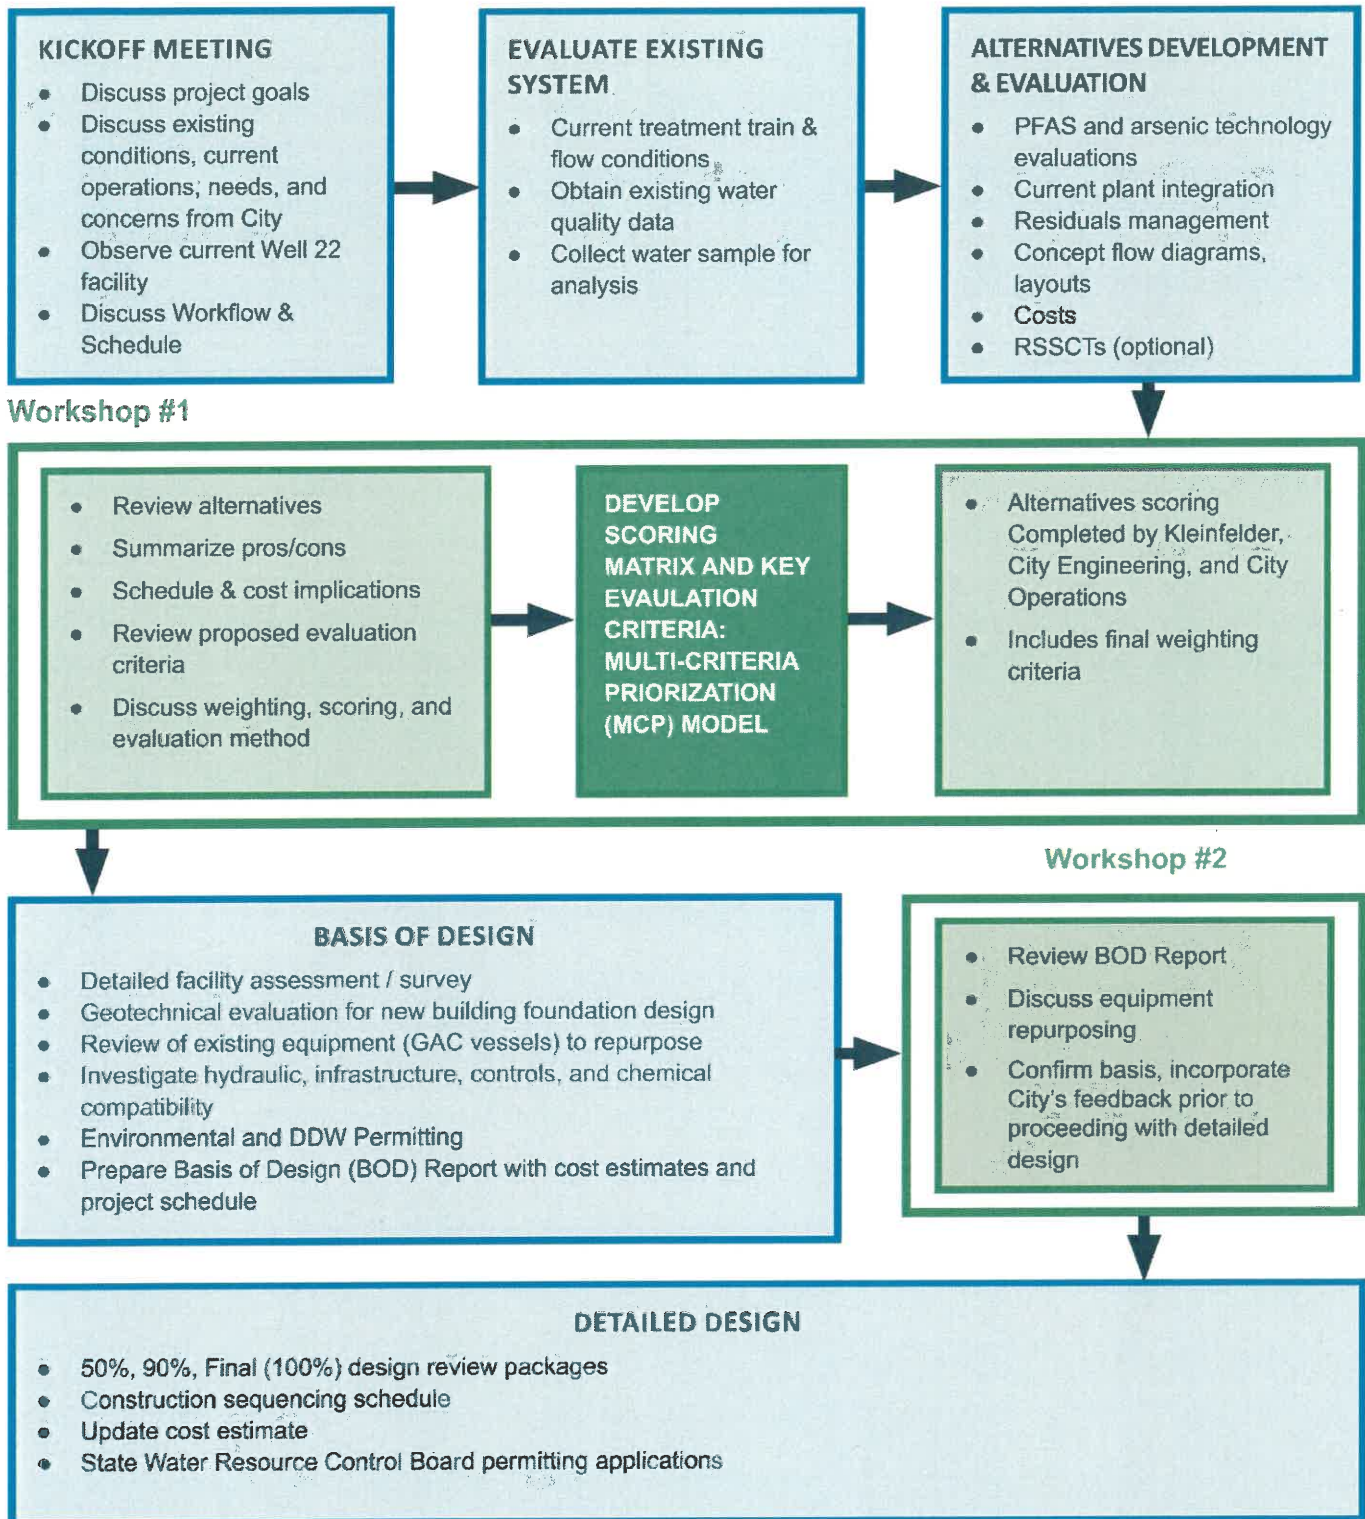 KICKOFF MEETING
• Discuss project goals
• Discuss existing
conditions, current
operations, needs, and
concerns from City
• Observe current Well 22
facility
• Discuss Workflow &
Schedule
EVALUATE EXISTING
SYSTEM
• Current treatment train &
flow conditions
• Obtain existing water
quality data
• Collect water sample for
analysis
ALTERNATIVES DEVELOPMENT
& EVALUATION
• PFAS and arsenic technology
evaluations
• Current plant integration
• Residuals management
• Concept flow diagrams,
layouts
• Costs
• RSSCTs (optional)
Workshop #1
• Review alternatives
• Summarize pros/cons
• Schedule & cost implications
• Review proposed evaluation
criteria
• Discuss weighting, scoring, and
evaluation method
DEVELOP
SCORING
MATRIX AND KEY
EVAULATION
CRITERIA:
MULTI-CRITERIA
PRIORIZATION
(MCP) MODEL
• Alternatives scoring
Completed by Kleinfelder,
City Engineering, and City
Operations
• Includes final weighting
criteria
BASIS OF DESIGN
• Detailed facility assessment / survey
• Geotechnical evaluation for new building foundation design
• Review of existing equipment (GAC vessels) to repurpose
• Investigate hydraulic, infrastructure, controls, and chemical
compatibility
• Environmental and DDW Permitting
• Prepare Basis of Design (BOD) Report with cost estimates and
project schedule
Workshop #2
• Review BOD Report
• Discuss equipment
repurposing
• Confirm basis, incorporate
City's feedback prior to
proceeding with detailed
design
DETAILED DESIGN
• 50%, 90%, Final (100%) design review packages
• Construction sequencing schedule
• Update cost estimate
• State Water Resource Control Board permitting applications